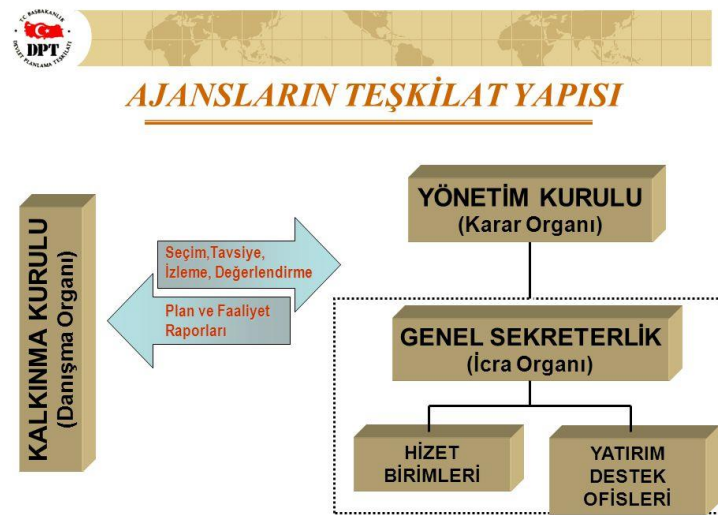 T.C. BAŞBAKANLIK
DPT
DEVLET PLANLAMA TEŞKİLATI
AJANSLARIN TEŞKİLAT YAPISI
KALKINMA KURULU
(Danışma Organı)
Seçim,Tavsiye,
İzleme, Değerlendirme
Plan ve Faaliyet
Raporları
YÖNETİM KURULU
(Karar Organı)
GENEL SEKRETERLİK
(İcra Organı)
HİZET
BİRİMLERİ
YATIRIM
DESTEK
OFİSLERİ